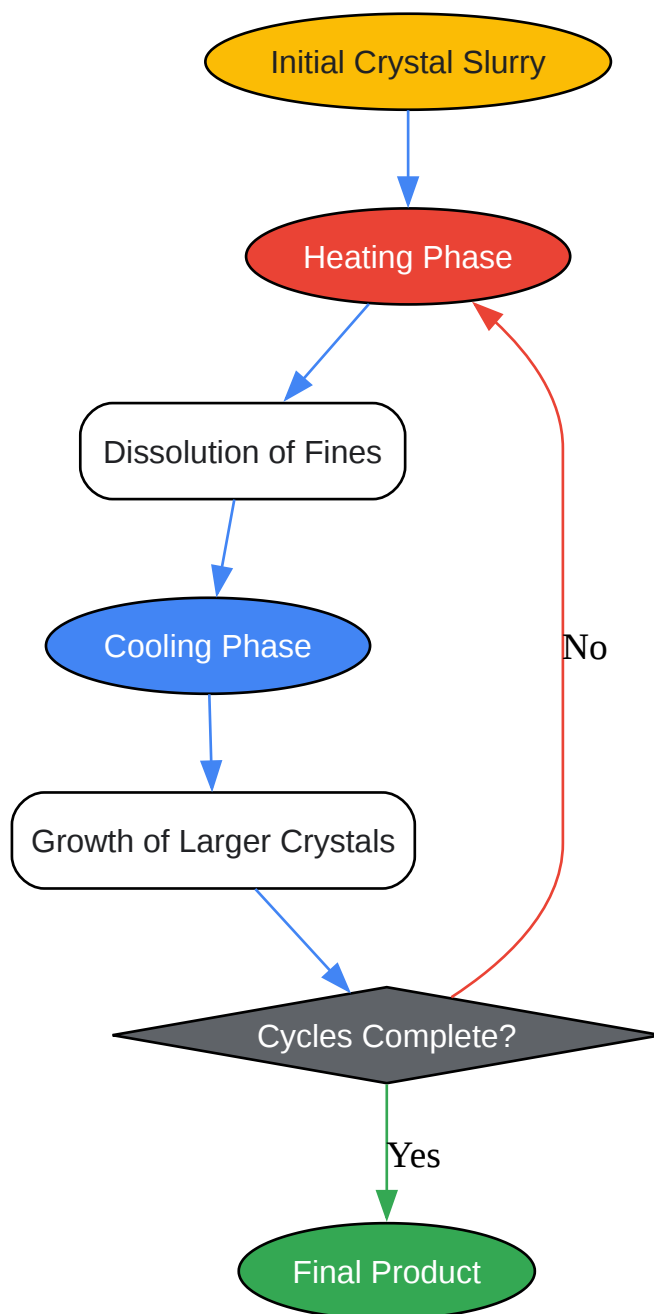 Initial Crystal Slurry
Heating Phase
Dissolution of Fines
Cooling Phase
No
Growth of Larger Crystals
Cycles Complete?
Yes
Final Product